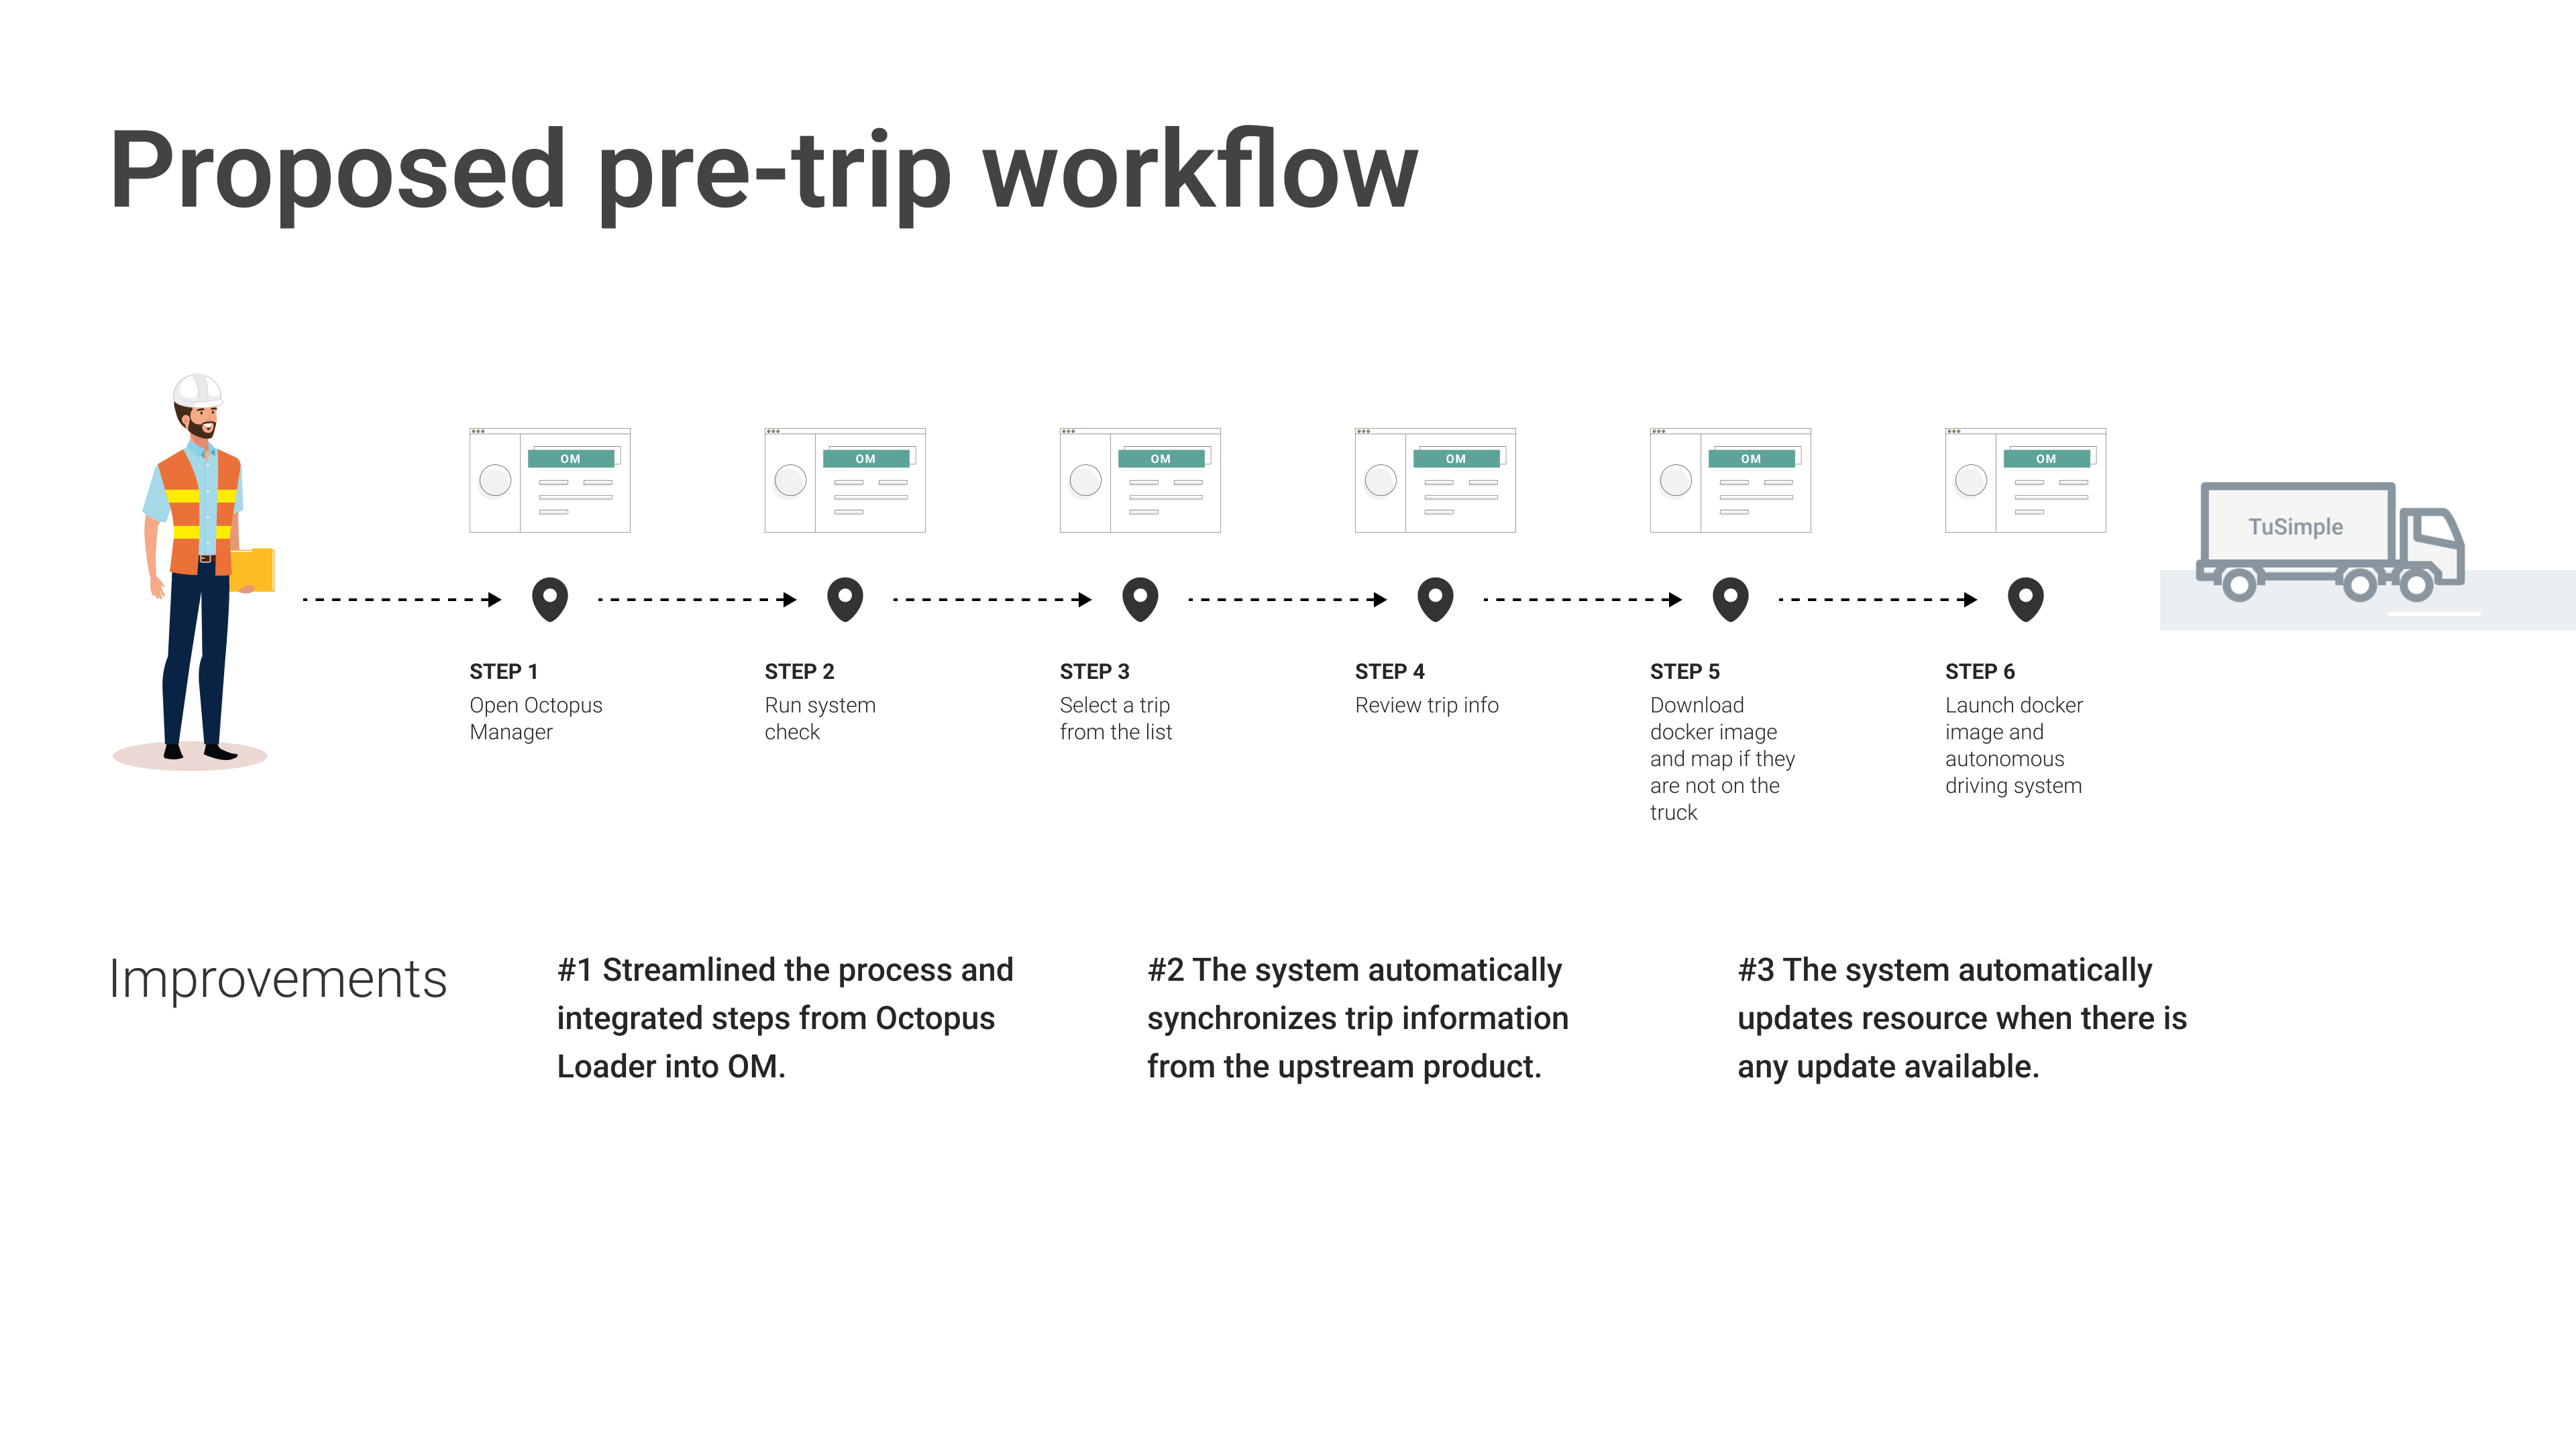 Proposed pre-trip workflow
OM
OM
OM
OM
OM
OM
TuSimple
STEP 1
Open Octopus
Manager
STEP 2
Run system
check
STEP 3
Select a trip
from the list
STEP 4
Review trip info
STEP 5
Download
docker image
and map if they
are not on the
truck
STEP 6
Launch docker
image and
autonomous
driving system
Improvements
#1 Streamlined the process and
integrated steps from Octopus
Loader into OM.
#2 The system automatically
synchronizes trip information
from the upstream product.
#3 The system automatically
updates resource when there is
any update available.